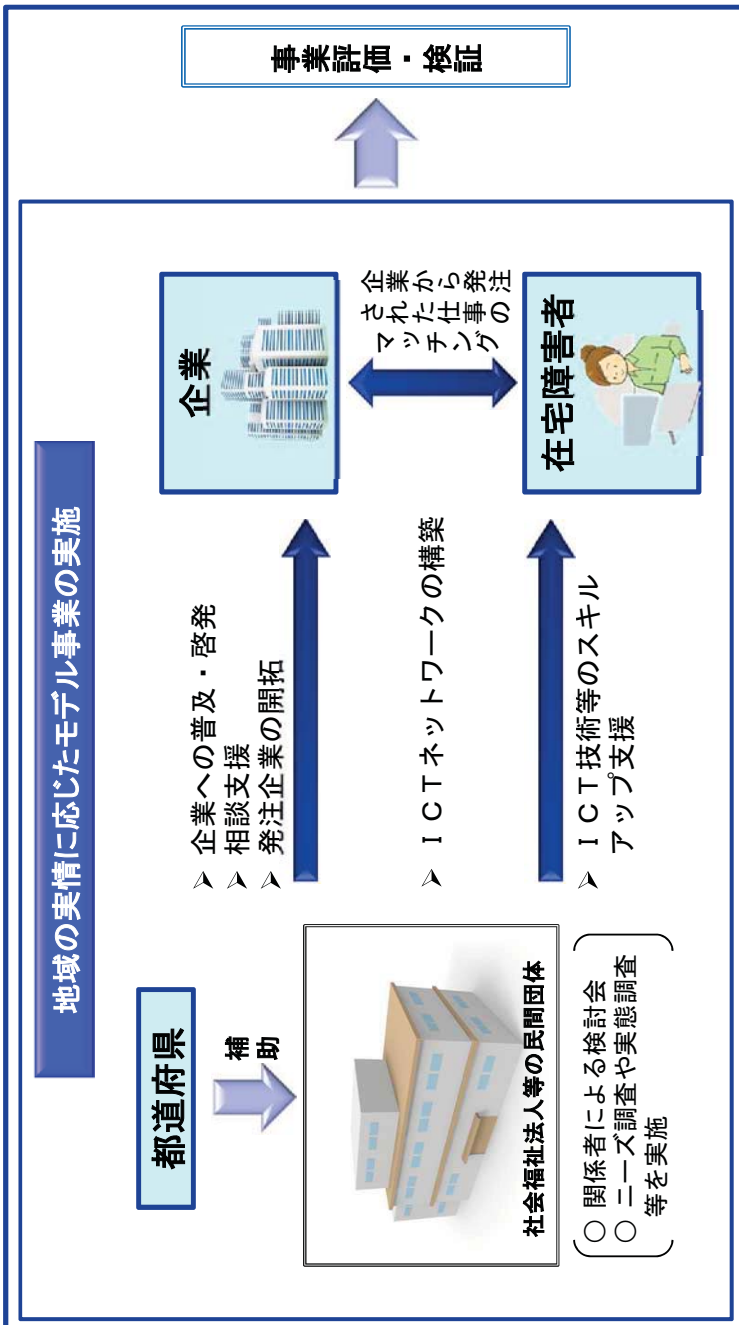 地域の実情に応じたモデル事業の実施
都道府県
補助
社会福祉法人等の民間団体
○ 関係者による検討会
○ ニーズ調査や実態調査
等を実施
➢ 企業への普及・啓発
➢ 相談支援
➢ 発注企業の開拓
➢ ＩＣＴネットワークの構築
➢ ＩＣＴ技術等のスキル
アップ支援
企業
企業から発注
された仕事の
マッチング
在宅障害者
事業評価・検証